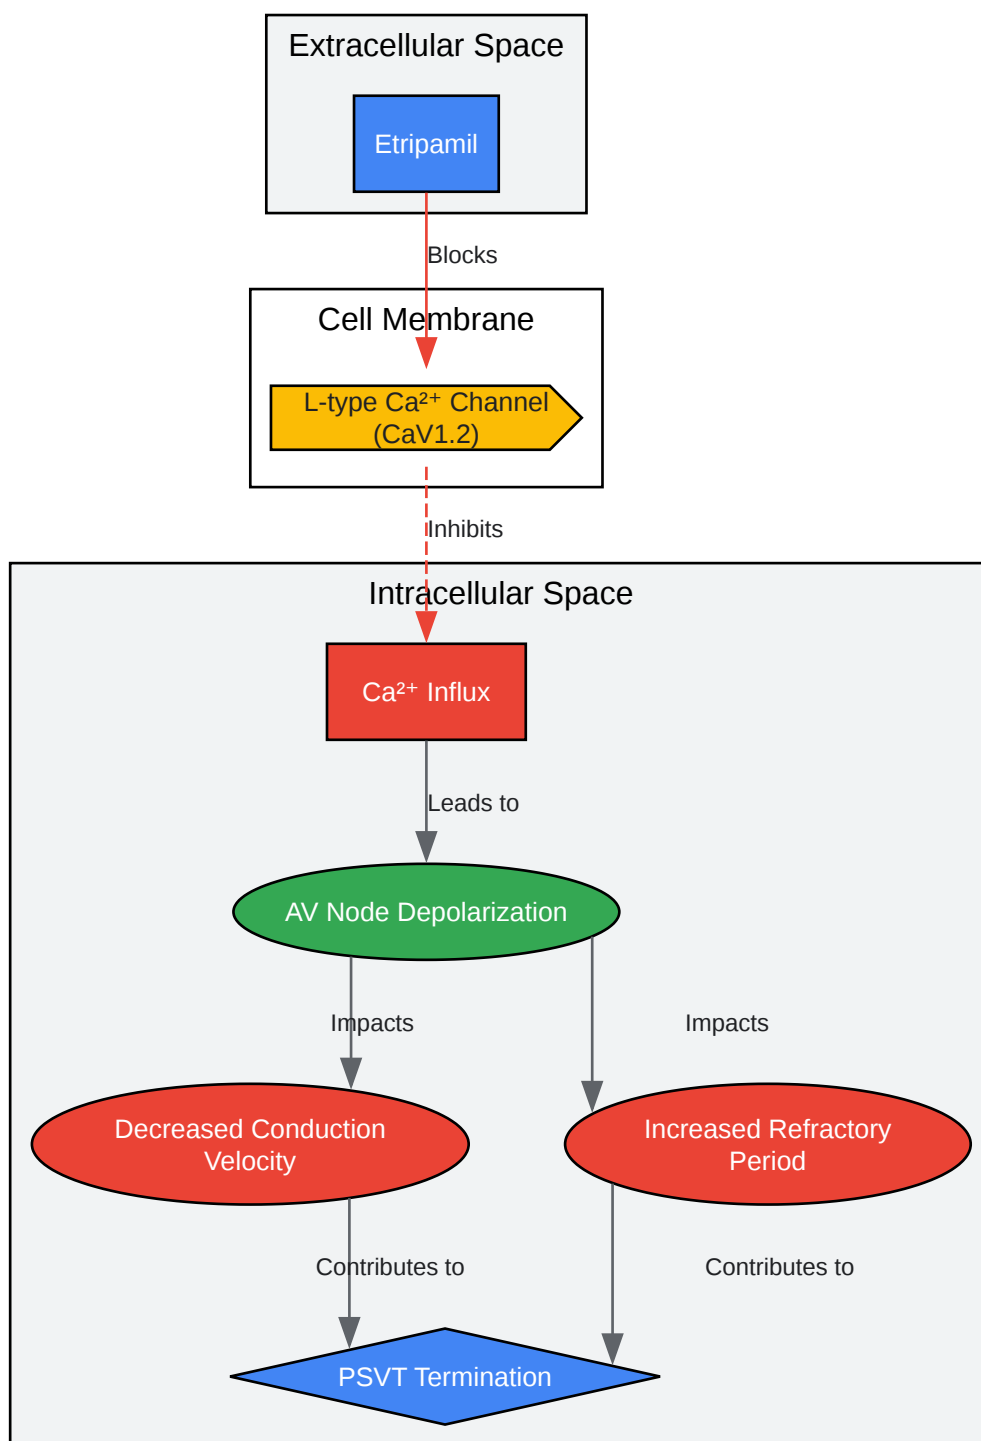 Extracellular Space
Etripamil
Blocks
Cell Membrane
L-type Ca²⁺ Channel
(CaV1.2)
Inhibits
Intracellular Space
Ca²⁺ Influx
Leads to
AV Node Depolarization
Impacts
Impacts
Decreased Conduction
Velocity
Increased Refractory
Period
Contributes to
Contributes to
PSVT Termination